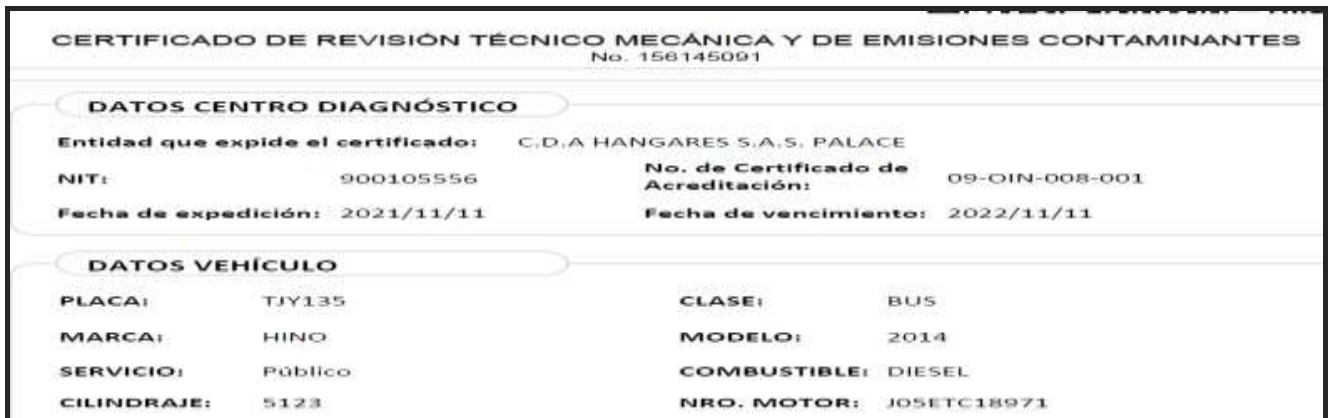 CERTIFICADO DE REVISIÓN TÉCNICO MECÁNICA Y DE EMISIONES CONTAMINANTES
No. 156145091
DATOS CENTRO DIAGNÓSTICO
Entidad que expide el certificado: C.D.A HANGARES S.A.S. PALACE
NIT: 900105556 No. de Certificado de Acreditación: 09-OIN-008-001
Fecha de expedición: 2021/11/11 Fecha de vencimiento: 2022/11/11
DATOS VEHÍCULO
PLACA: TJY135 CLASE: BUS
MARCA: HINO MODELO: 2014
SERVICIO: Público COMBUSTIBLE: DIESEL
CILINDRAJE: 5123 NRO. MOTOR: J05ETC18971